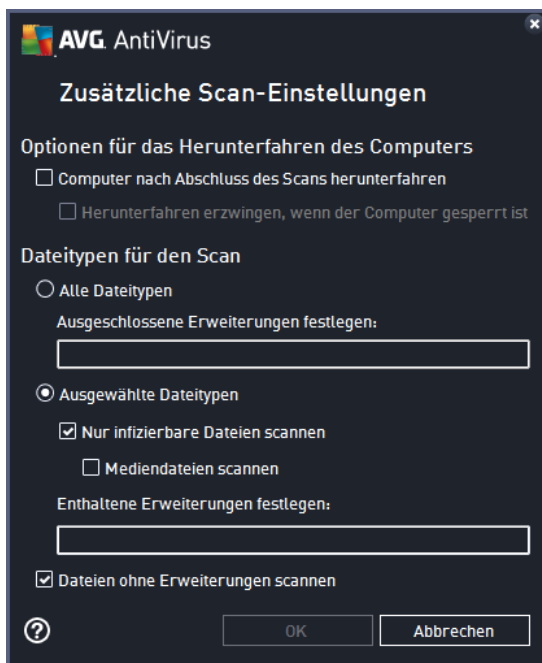 AVG. AntiVirus
Zusätzliche Scan-Einstellungen
Optionen für das Herunterfahren des Computers
Computer nach Abschluss des Scans herunterfahren
Herunterfahren erzwingen, wenn der Computer gesperrt ist
Dateitypen für den Scan
Alle Dateitypen
Ausgeschlossene Erweiterungen festlegen:
Ausgewählte Dateitypen
Nur infizierbare Dateien scannen
Mediendateien scannen
Enthaltene Erweiterungen festlegen:
Dateien ohne Erweiterungen scannen
? OK Abbrechen